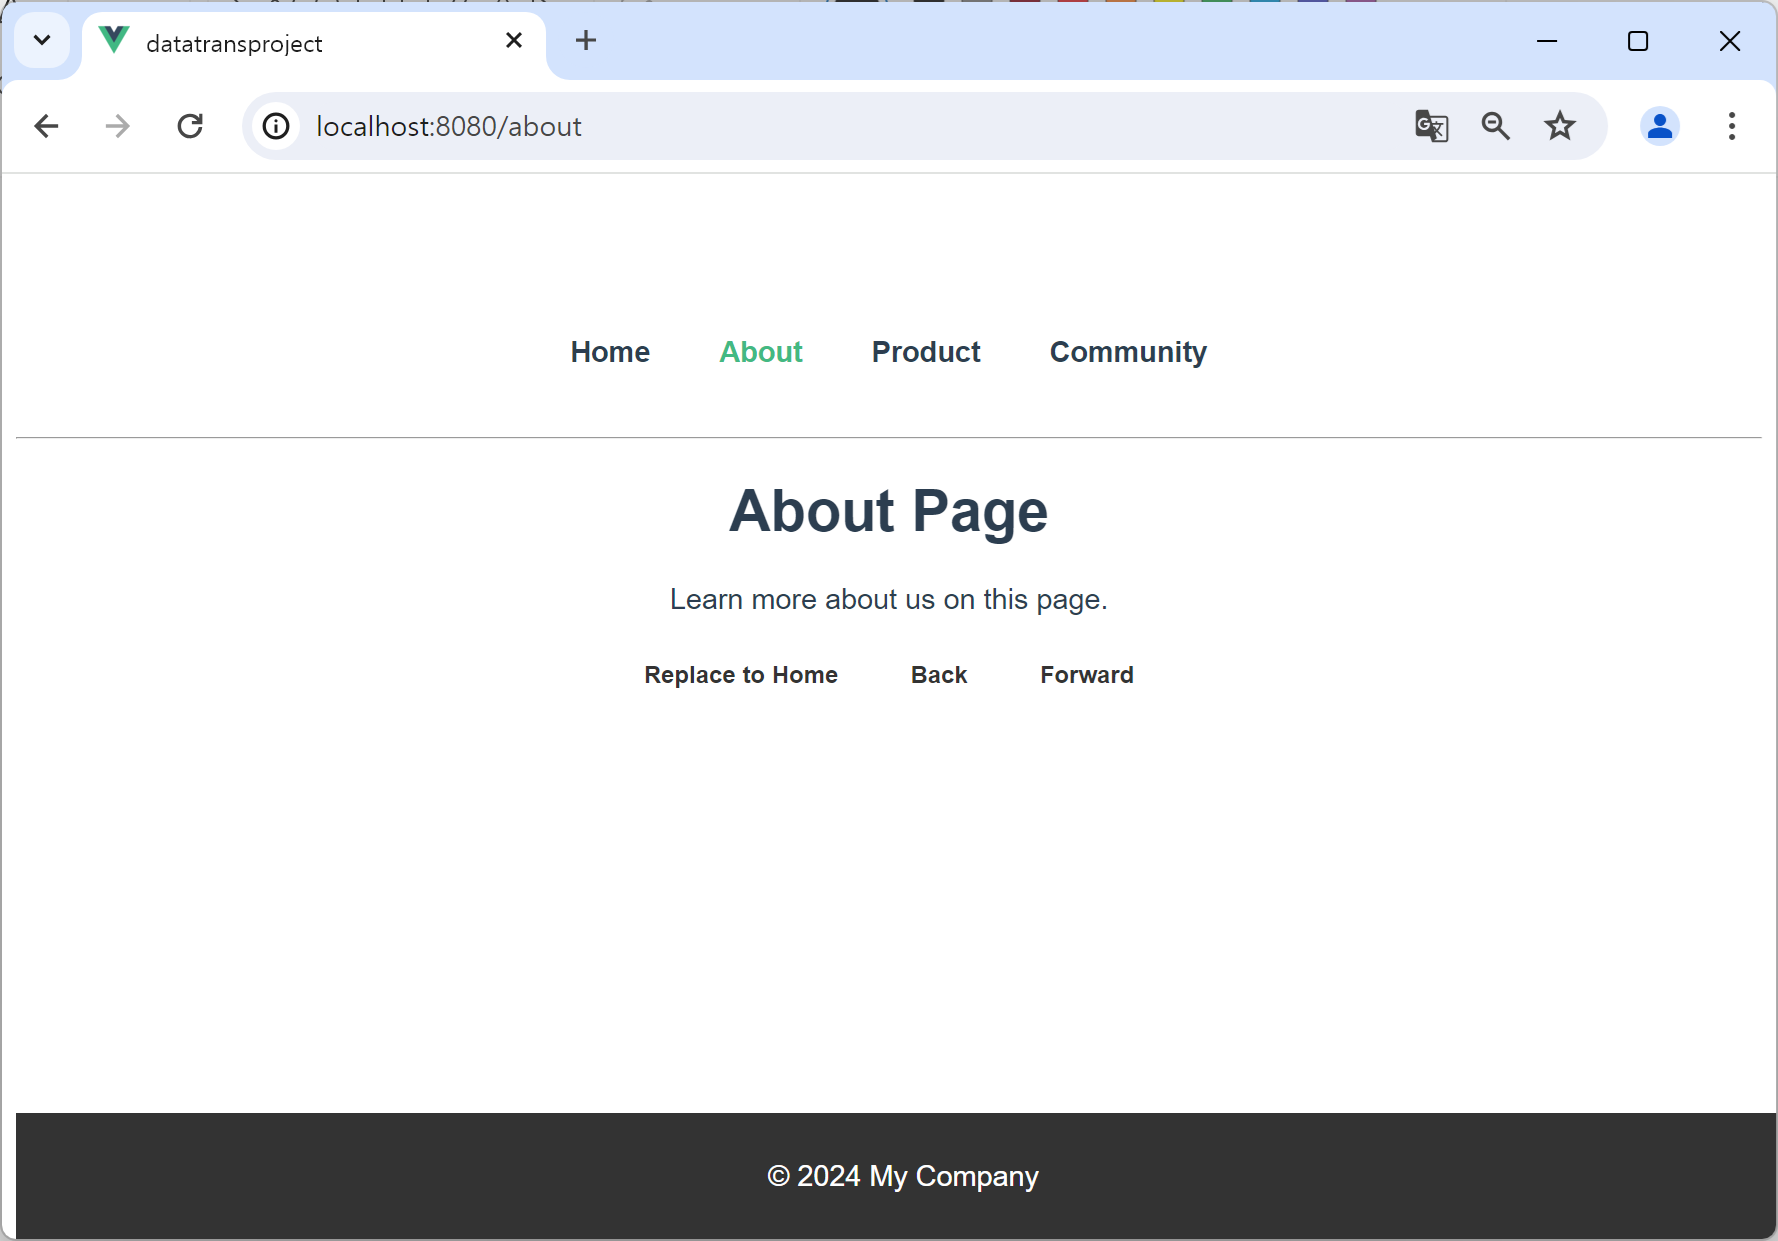 datatransproject
localhost:8080/about
Home About Product Community
About Page
Learn more about us on this page.
Replace to Home Back Forward
© 2024 My Company